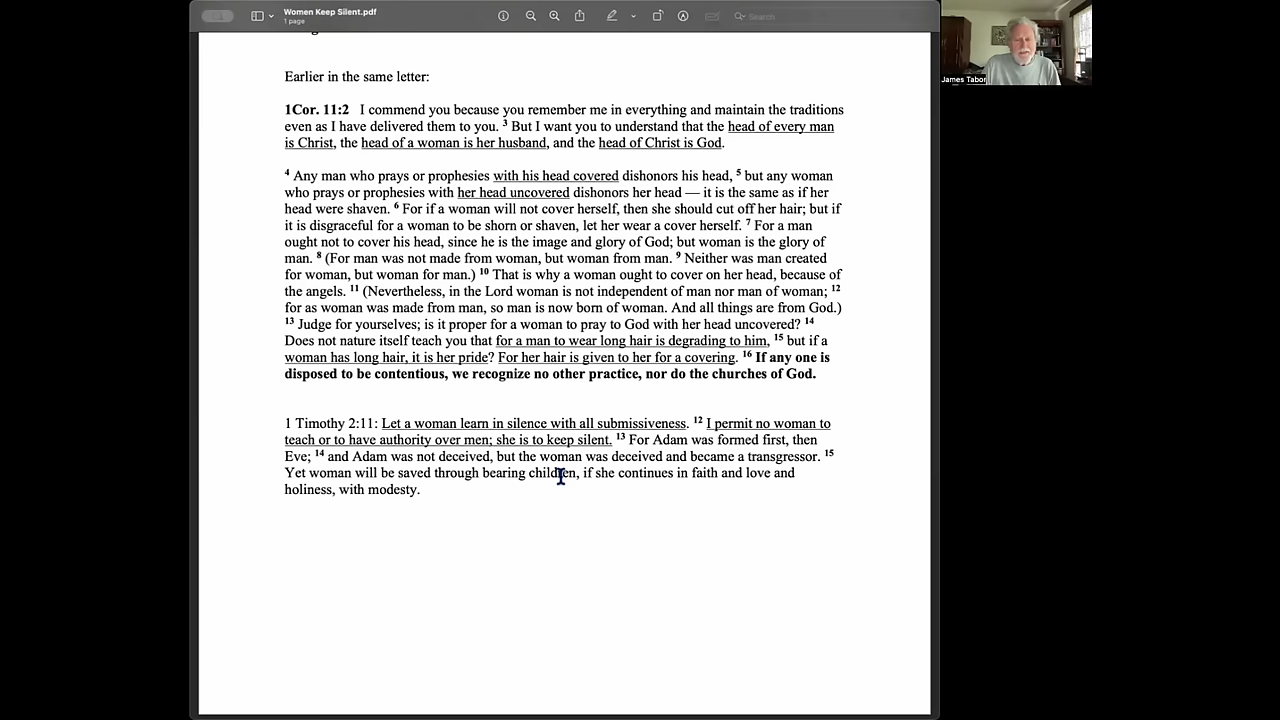 Women Keep Silent.pdf
1 page
Search
James Tabor
Earlier in the same letter:
1Cor. 11:2 I commend you because you remember me in everything and maintain the traditions
even as I have delivered them to you. 3 But I want you to understand that the head of every man
is Christ, the head of a woman is her husband, and the head of Christ is God.
4 Any man who prays or prophesies with his head covered dishonors his head, 5 but any woman
who prays or prophesies with her head uncovered dishonors her head — it is the same as if her
head were shaven. 6 For if a woman will not cover herself, then she should cut off her hair; but if
it is disgraceful for a woman to be shorn or shaven, let her wear a cover herself. 7 For a man
ought not to cover his head, since he is the image and glory of God; but woman is the glory of
man. 8 (For man was not made from woman, but woman from man. 9 Neither was man created
for woman, but woman for man.) 10 That is why a woman ought to cover on her head, because of
the angels. 11 (Nevertheless, in the Lord woman is not independent of man nor man of woman; 12
for as woman was made from man, so man is now born of woman. And all things are from God.)
13 Judge for yourselves; is it proper for a woman to pray to God with her head uncovered? 14
Does not nature itself teach you that for a man to wear long hair is degrading to him, 15 but if a
woman has long hair, it is her pride? For her hair is given to her for a covering. 16 If any one is
disposed to be contentious, we recognize no other practice, nor do the churches of God.
1 Timothy 2:11: Let a woman learn in silence with all submissiveness. 12 I permit no woman to
teach or to have authority over men; she is to keep silent. 13 For Adam was formed first, then
Eve; 14 and Adam was not deceived, but the woman was deceived and became a transgressor. 15
Yet woman will be saved through bearing children, if she continues in faith and love and
holiness, with modesty.